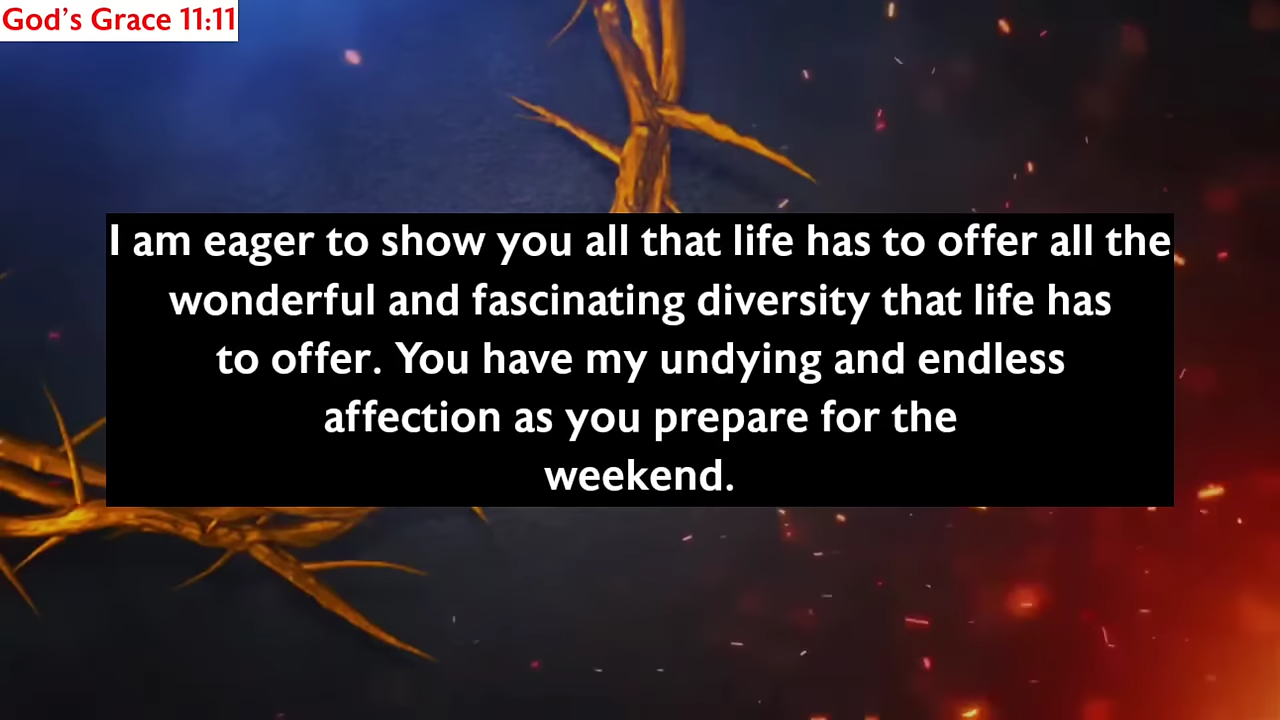 God's Grace 11:11
I am eager to show you all that life has to offer all the
wonderful and fascinating diversity that life has
to offer. You have my undying and endless
affection as you prepare for the
weekend.